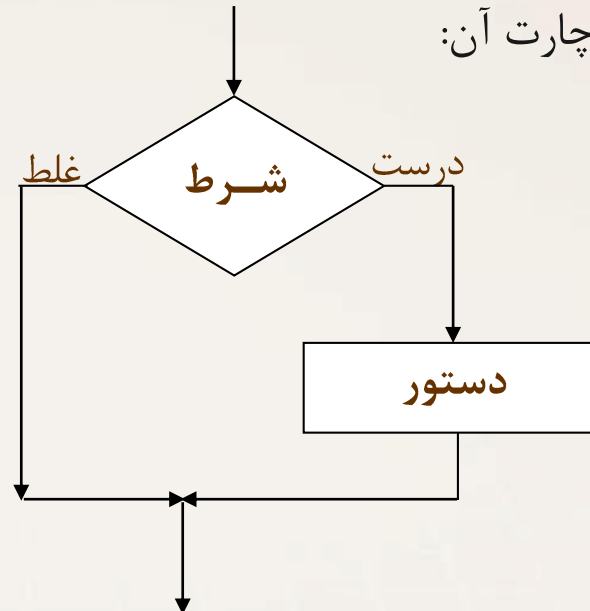 چارت آن:
درست
غلط
شــرط
دستور